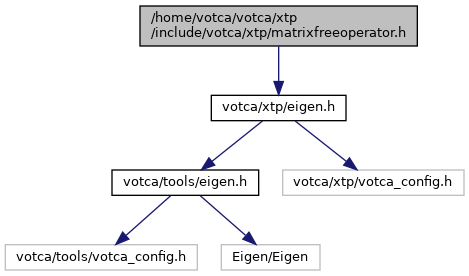 /home/votca/votca/xtp
/include/votca/xtp/matrixfreeoperator.h
votca/xtp/eigen.h
votca/tools/eigen.h
votca/xtp/votca_config.h
votca/tools/votca_config.h
Eigen/Eigen